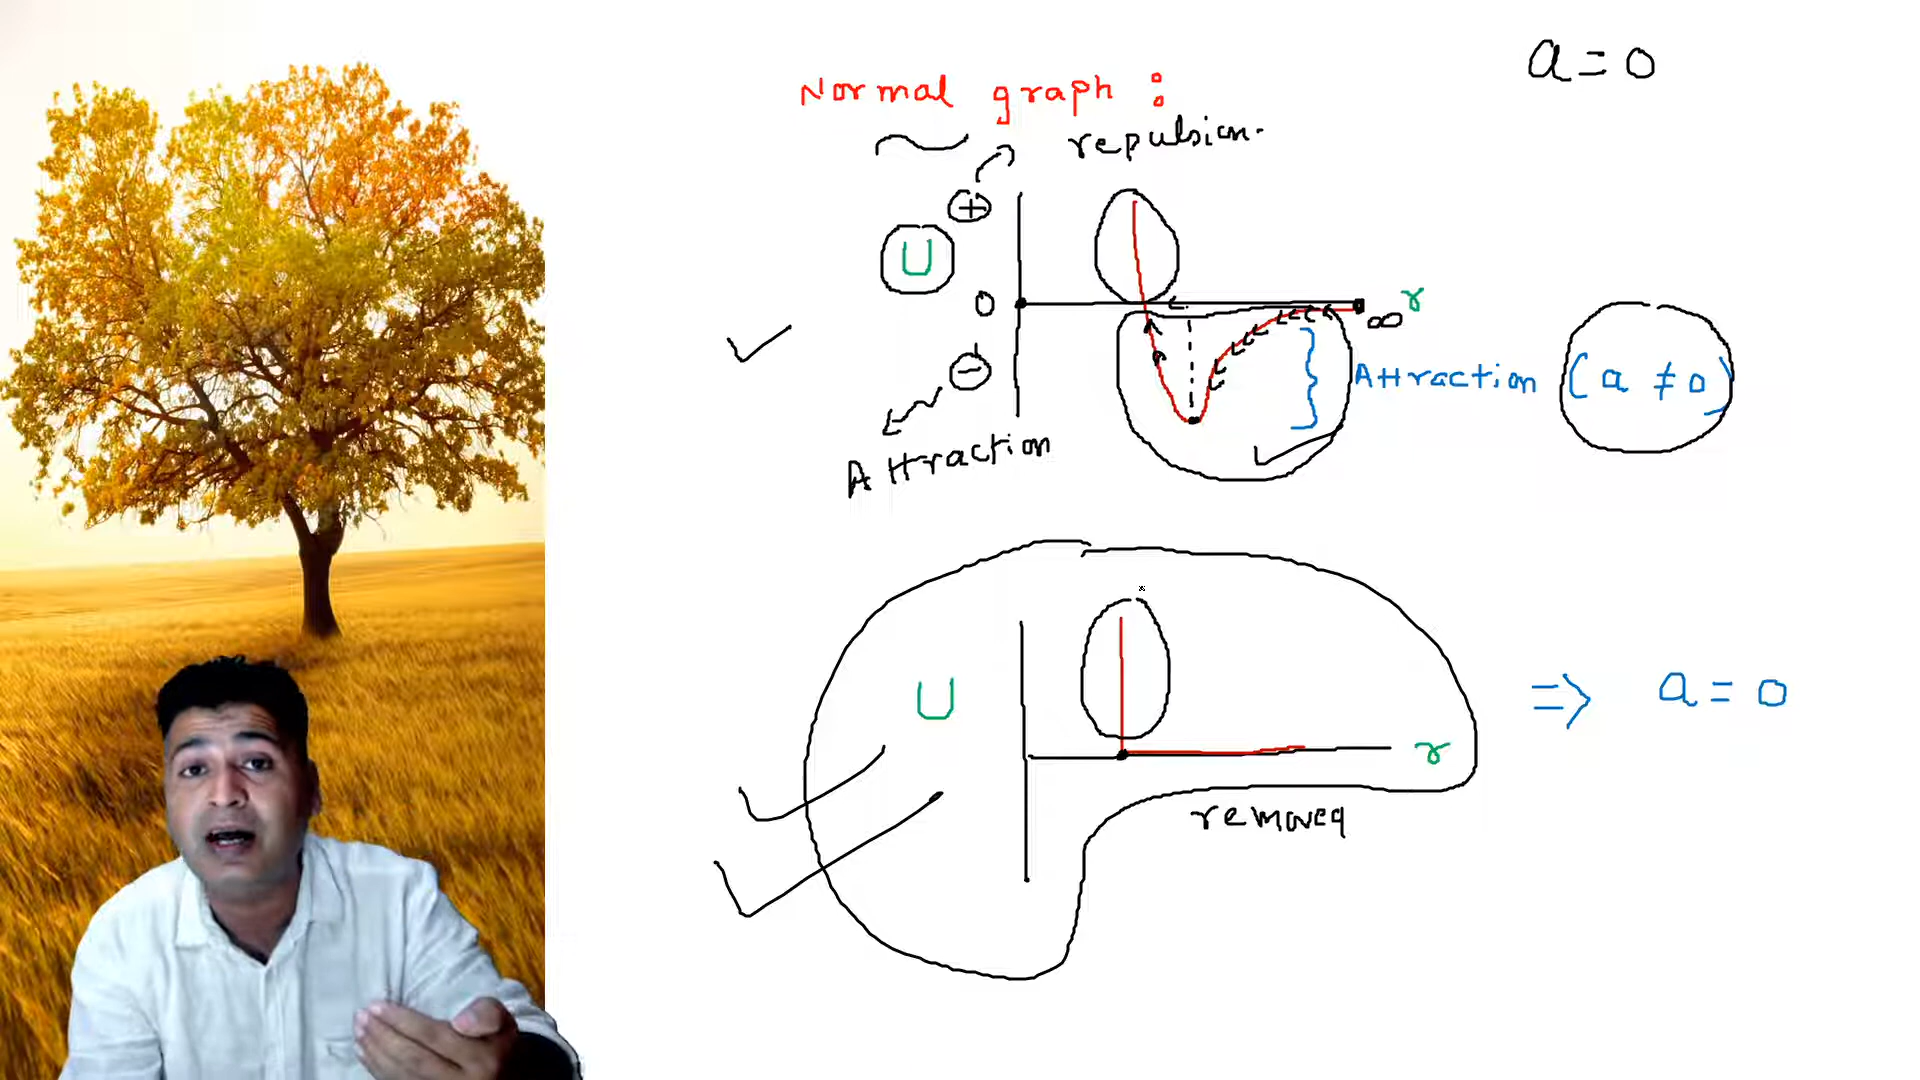 a = 0
Normal graph :
repulsion.
+
U
0
r
∞
−
Attraction (a ≠ 0)
Attraction
U
r
⇒ a = 0
removed